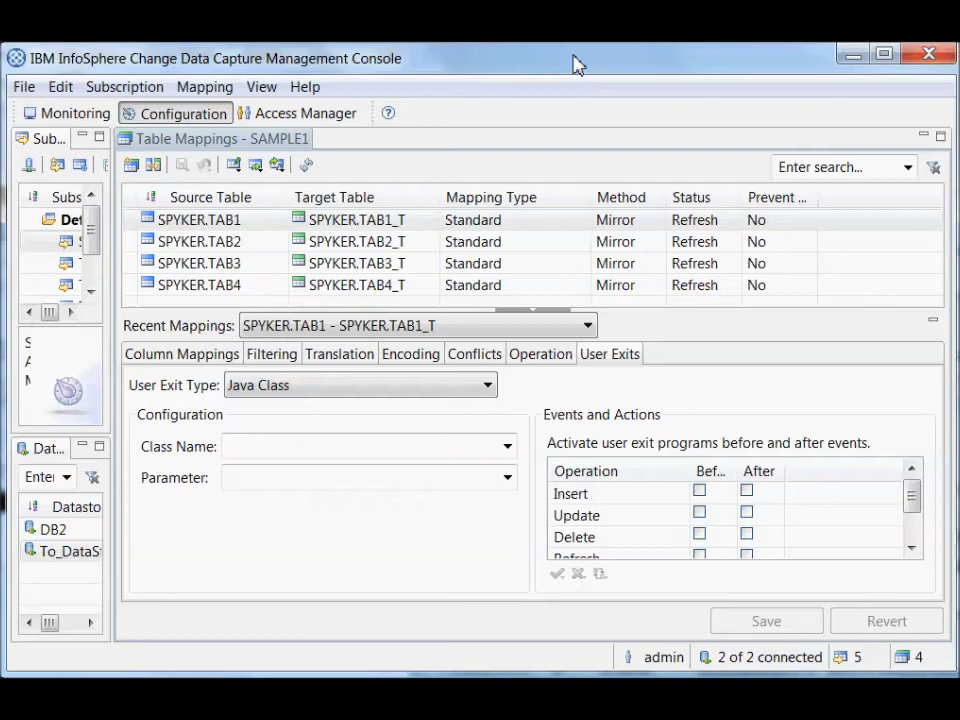 IBM InfoSphere Change Data Capture Management Console
File Edit Subscription Mapping View Help
Monitoring Configuration Access Manager
Sub...
Subs
Def
Table Mappings - SAMPLE1
Enter search...
Source Table Target Table Mapping Type Method Status Prevent ...
SPYKER.TAB1 SPYKER.TAB1_T Standard Mirror Refresh No
SPYKER.TAB2 SPYKER.TAB2_T Standard Mirror Refresh No
SPYKER.TAB3 SPYKER.TAB3_T Standard Mirror Refresh No
SPYKER.TAB4 SPYKER.TAB4_T Standard Mirror Refresh No
Recent Mappings: SPYKER.TAB1 - SPYKER.TAB1_T
Column Mappings Filtering Translation Encoding Conflicts Operation User Exits
User Exit Type: Java Class
Configuration
Class Name:
Parameter:
Events and Actions
Activate user exit programs before and after events.
Operation Bef... After
Insert
Update
Delete
Refresh
Dat...
Enter
Datasto
DB2
To_DataS
Save Revert
admin 2 of 2 connected 5 4